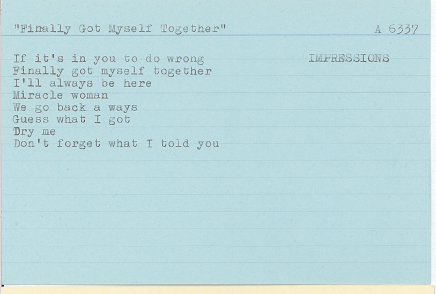 "Finally Got Myself Together" A 6337
If it's in you to do wrong IMPRESSIONS
Finally got myself together
I'll always be here
Miracle woman
We go back a ways
Guess what I got
Dry me
Don't forget what I told you